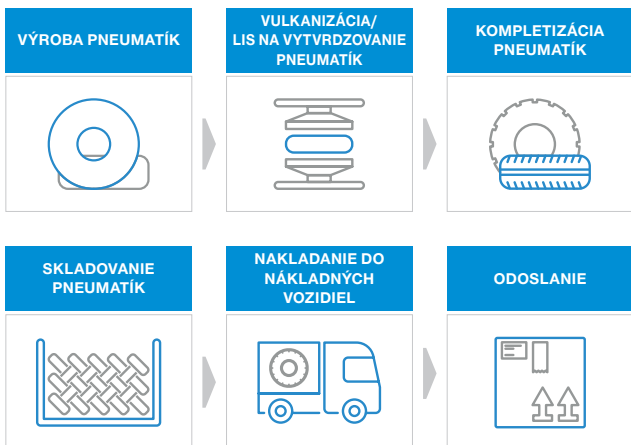 VÝROBA PNEUMATÍK
VULKANIZÁCIA/
LIS NA VYTVRDZOVANIE
PNEUMATÍK
KOMPLETIZÁCIA
PNEUMATÍK
SKLADOVANIE
PNEUMATÍK
NAKLADANIE DO
NÁKLADNÝCH
VOZIDIEL
ODOSLANIE